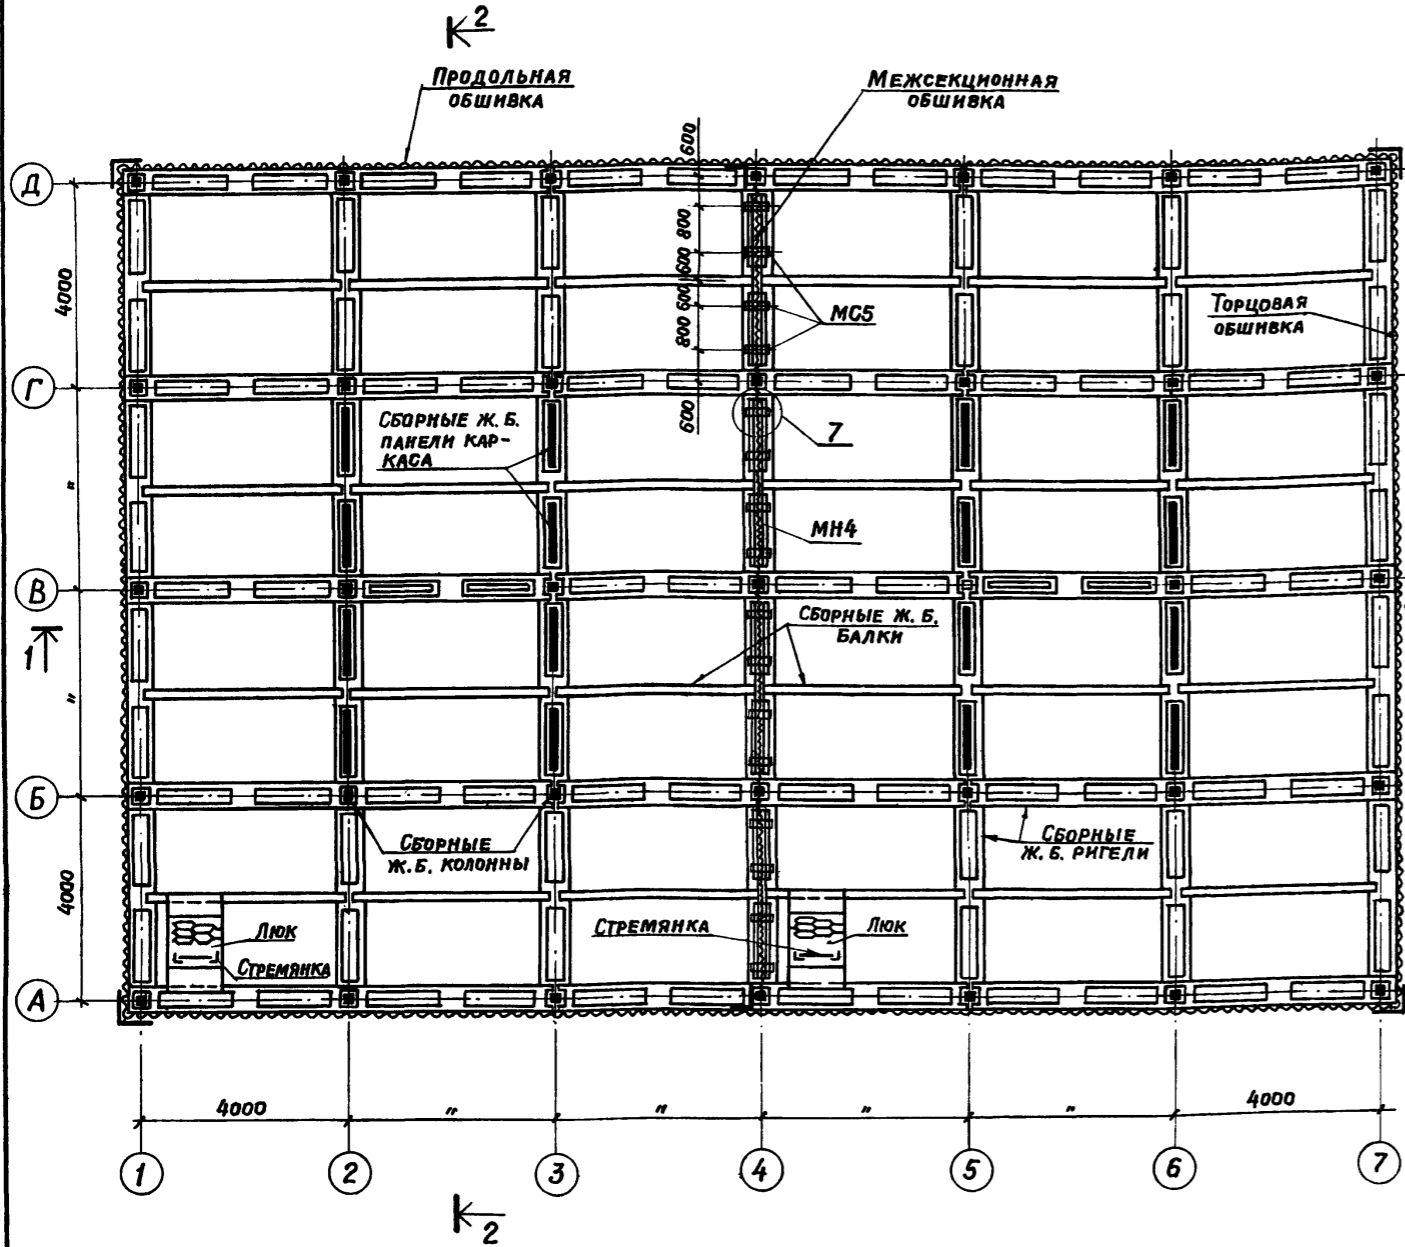 2
Продольная
обшивка
Межсекционная
обшивка
600
Д
800
600
4000
600
МС5
Торцовая
обшивка
800
Г
Сборные ж.б.
панели кар-
каса
600
7
"
МН4
В
Сборные ж.б.
балки
1
"
Б
Сборные
ж.б. колонны
Сборные
ж.б. ригели
4000
Люк
Стремянка
Стремянка
Люк
А
4000
"
"
"
"
4000
1
2
3
4
5
6
7
2